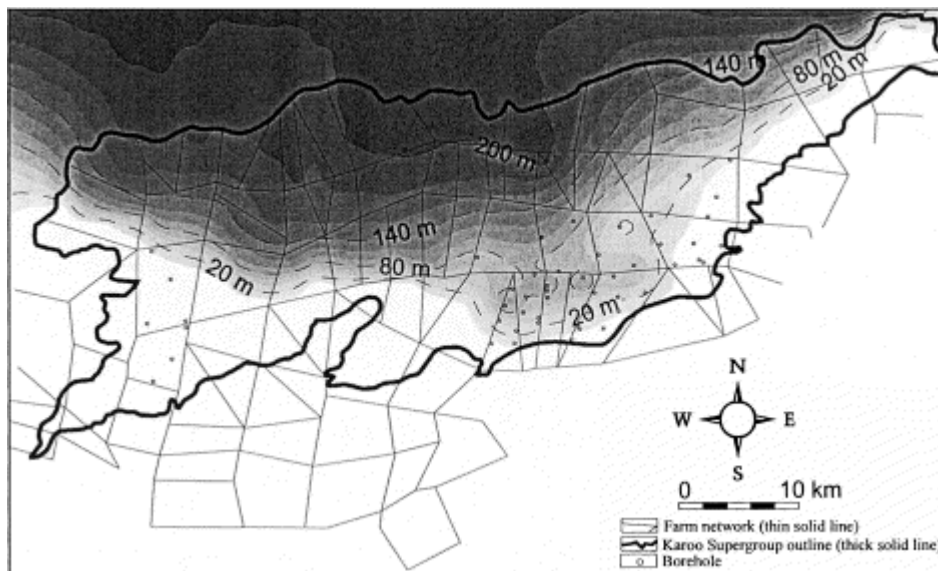 140 m
80 m
20 m
200 m
140 m
80 m
20 m
20 m
N
W E
S
0 10 km
Farm network (thin solid line)
Karoo Supergroup outline (thick solid line)
Borehole